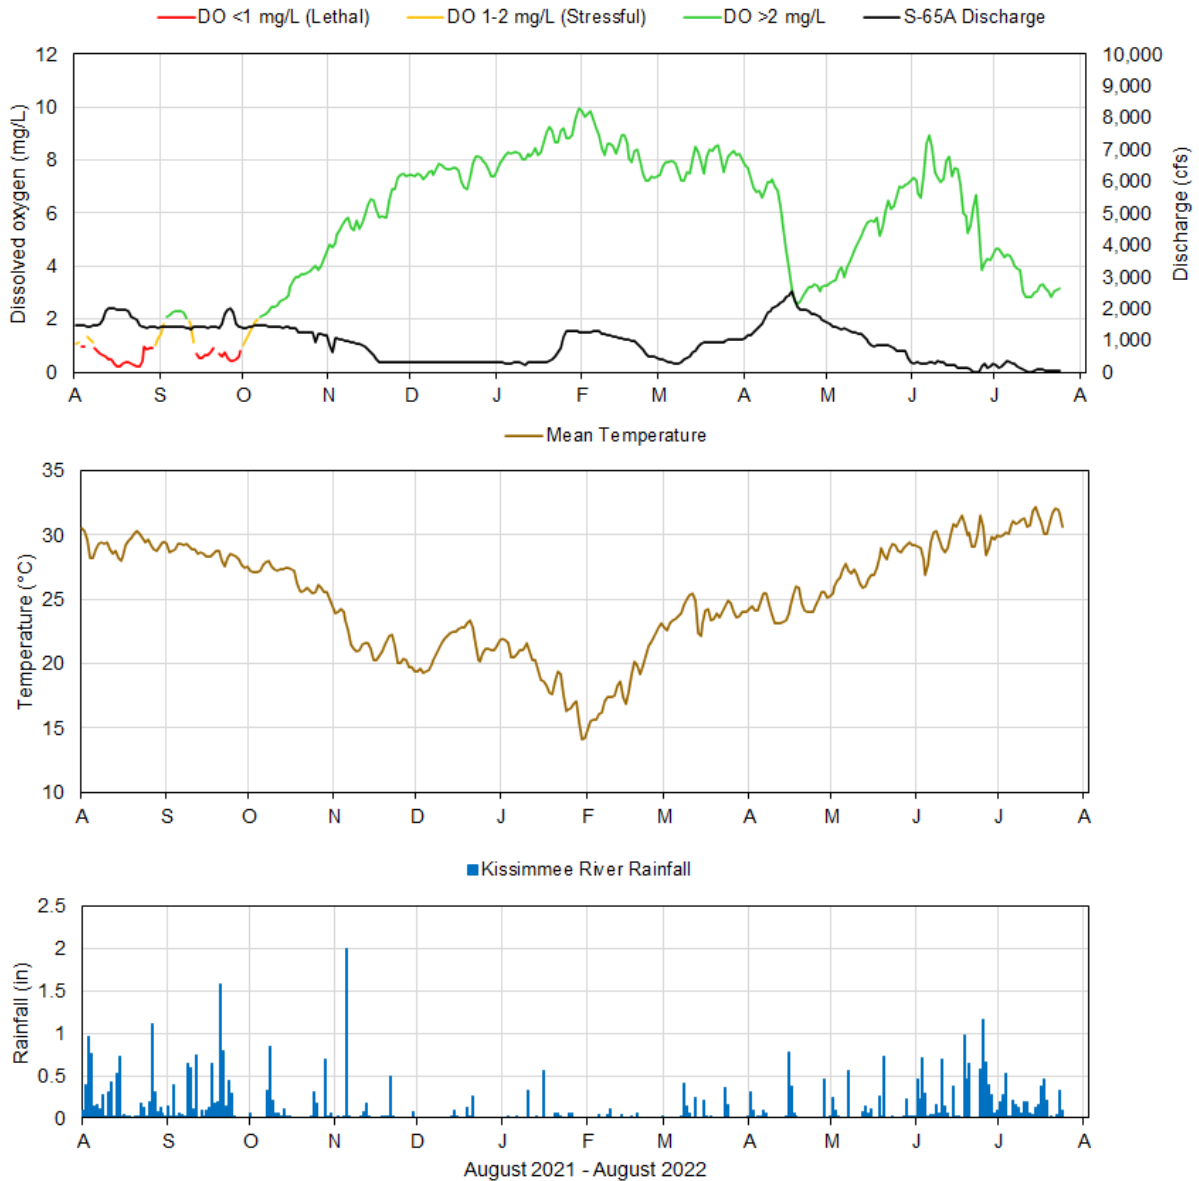 DO <1 mg/L (Lethal) DO 1-2 mg/L (Stressful) DO >2 mg/L S-65A Discharge
Dissolved oxygen (mg/L)
12
10
8
6
4
2
0
10,000
9,000
8,000
7,000
6,000
5,000
4,000
3,000
2,000
1,000
0
Discharge (cfs)
A S O N D J F M A M J J A
Mean Temperature
Temperature (°C)
35
30
25
20
15
10
A S O N D J F M A M J J A
Kissimmee River Rainfall
Rainfall (in)
2.5
2
1.5
1
0.5
0
A S O N D J F M A M J J A
August 2021 - August 2022